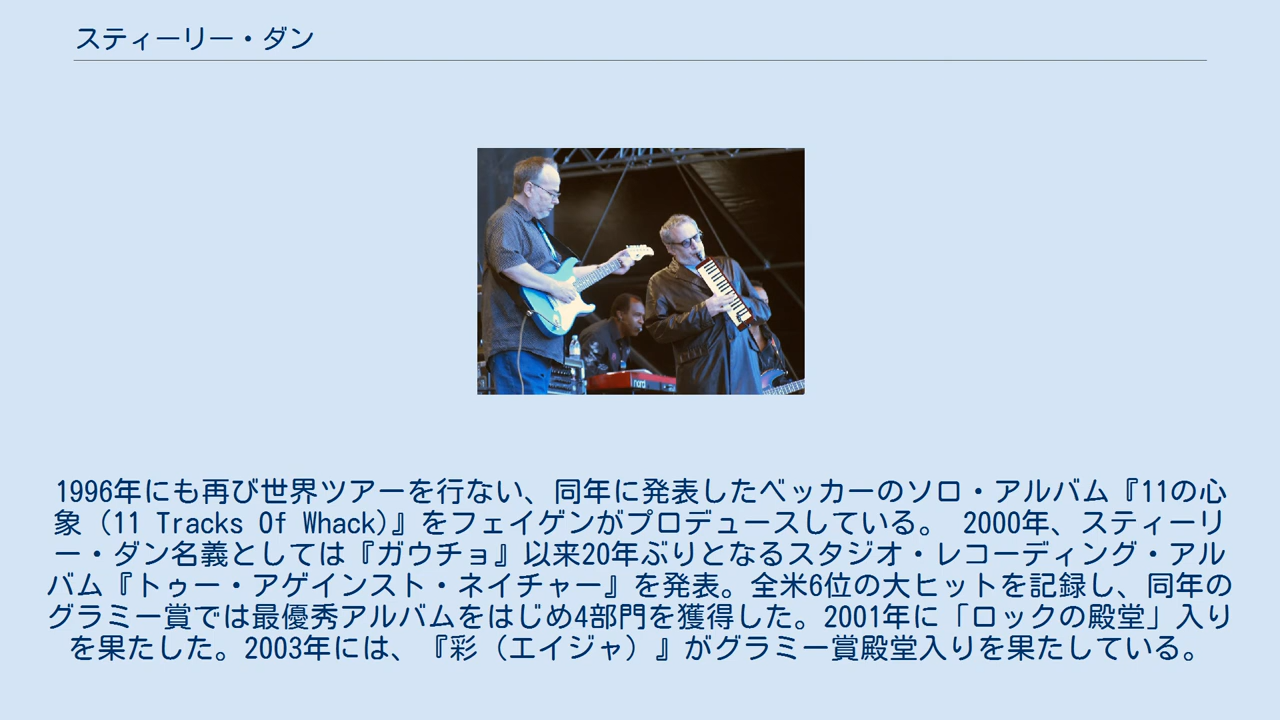 スティーリー・ダン
nord
1996年にも再び世界ツアーを行ない、同年に発表したベッカーのソロ・アルバム『11の心
象（11 Tracks Of Whack)』をフェイゲンがプロデュースしている。 2000年、スティーリ
ー・ダン名義としては『ガウチョ』以来20年ぶりとなるスタジオ・レコーディング・アル
バム『トゥー・アゲインスト・ネイチャー』を発表。全米6位の大ヒットを記録し、同年の
グラミー賞では最優秀アルバムをはじめ4部門を獲得した。2001年に「ロックの殿堂」入り
を果たした。2003年には、『彩（エイジャ）』がグラミー賞殿堂入りを果たしている。